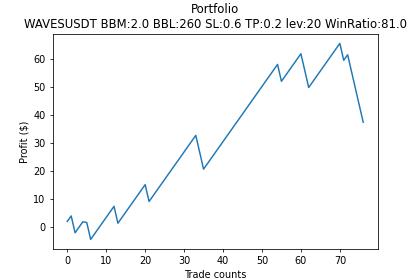 Portfolio
WAVESUSDT BBM:2.0 BBL:260 SL:0.6 TP:0.2 lev:20 WinRatio:81.0
60
50
40
30
20
10
0
Profit ($)
0 10 20 30 40 50 60 70
Trade counts